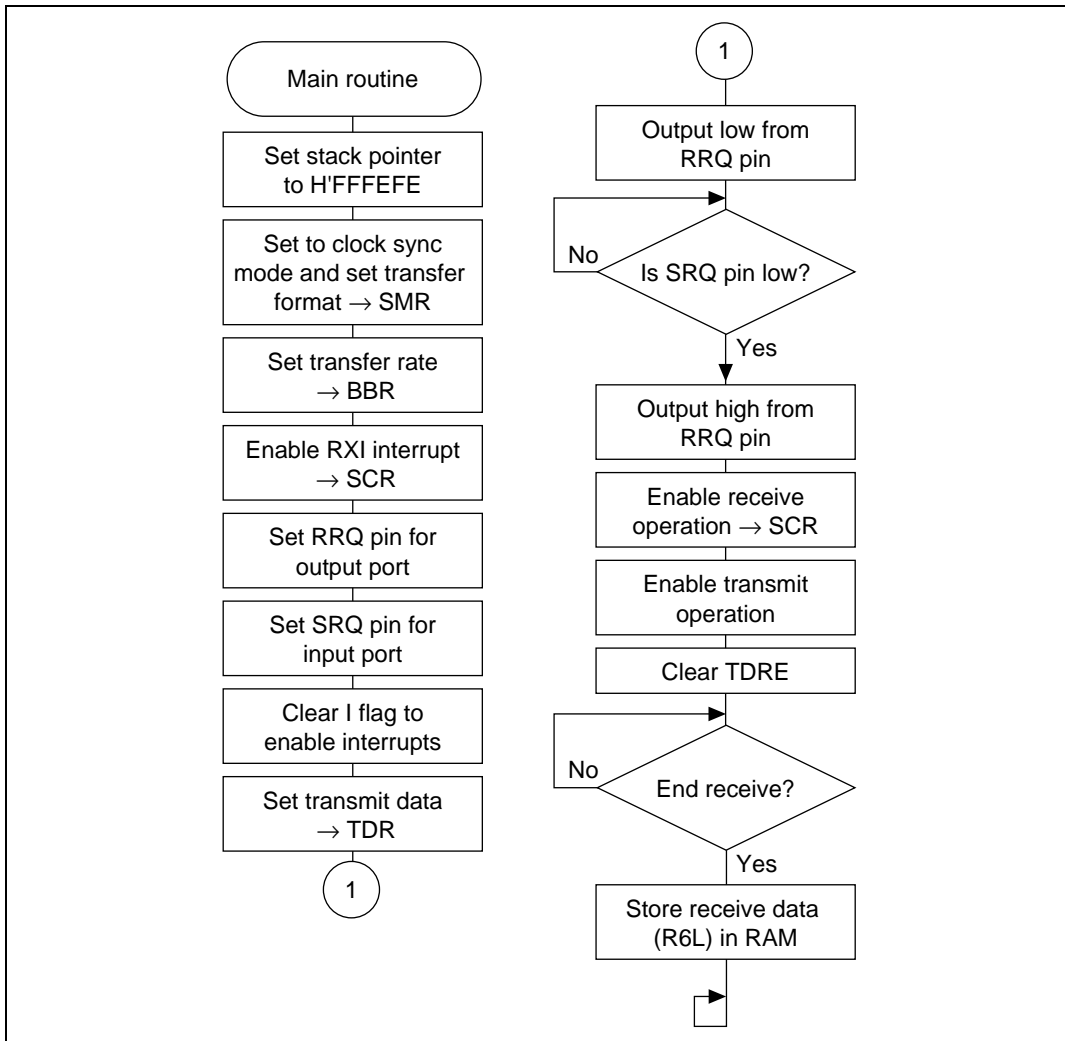 Main routine
Set stack pointer
to H'FFFEFE
Set to clock sync
mode and set transfer
format → SMR
Set transfer rate
→ BBR
Enable RXI interrupt
→ SCR
Set RRQ pin for
output port
Set SRQ pin for
input port
Clear I flag to
enable interrupts
Set transmit data
→ TDR
1
1
Output low from
RRQ pin
No
Is SRQ pin low?
Yes
Output high from
RRQ pin
Enable receive
operation → SCR
Enable transmit
operation
Clear TDRE
No
End receive?
Yes
Store receive data
(R6L) in RAM